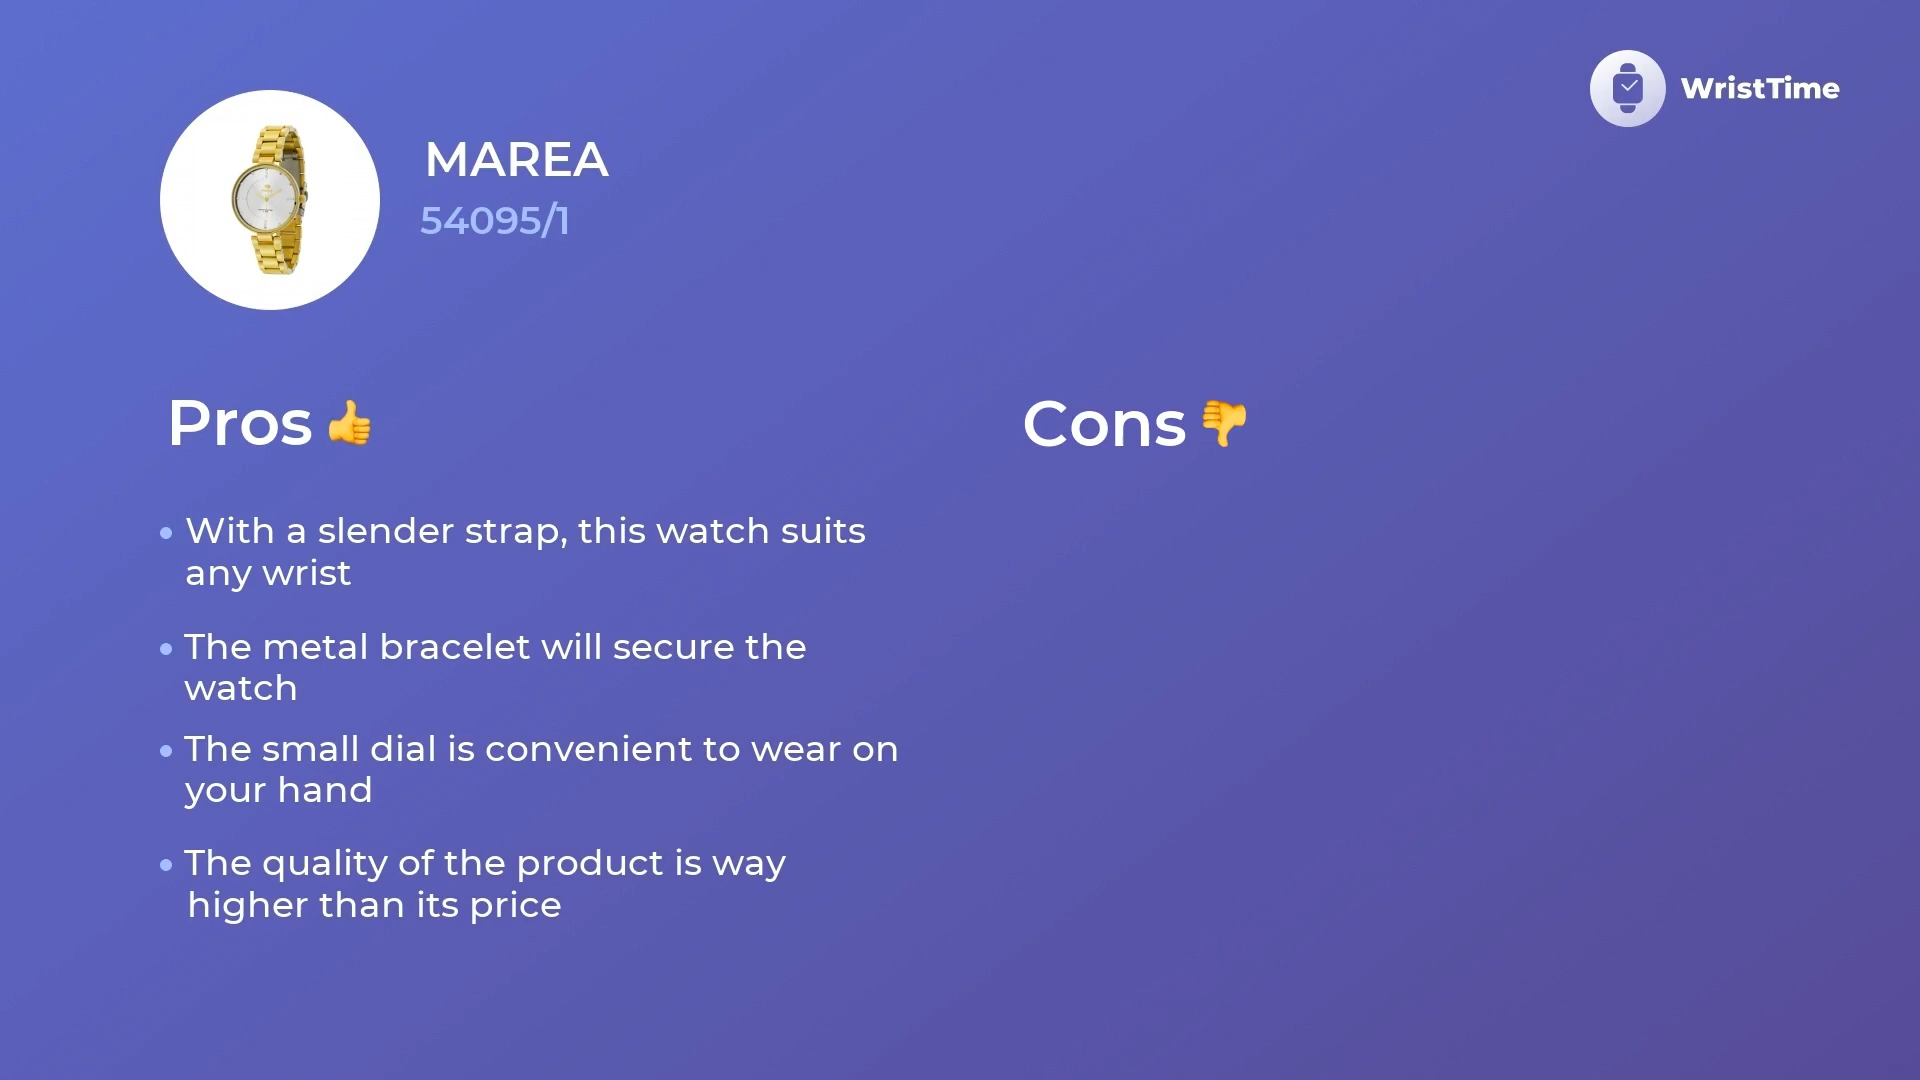 WristTime
MAREA
54095/1
Pros 👍
With a slender strap, this watch suits
any wrist
The metal bracelet will secure the
watch
The small dial is convenient to wear on
your hand
The quality of the product is way
higher than its price
Cons 👎